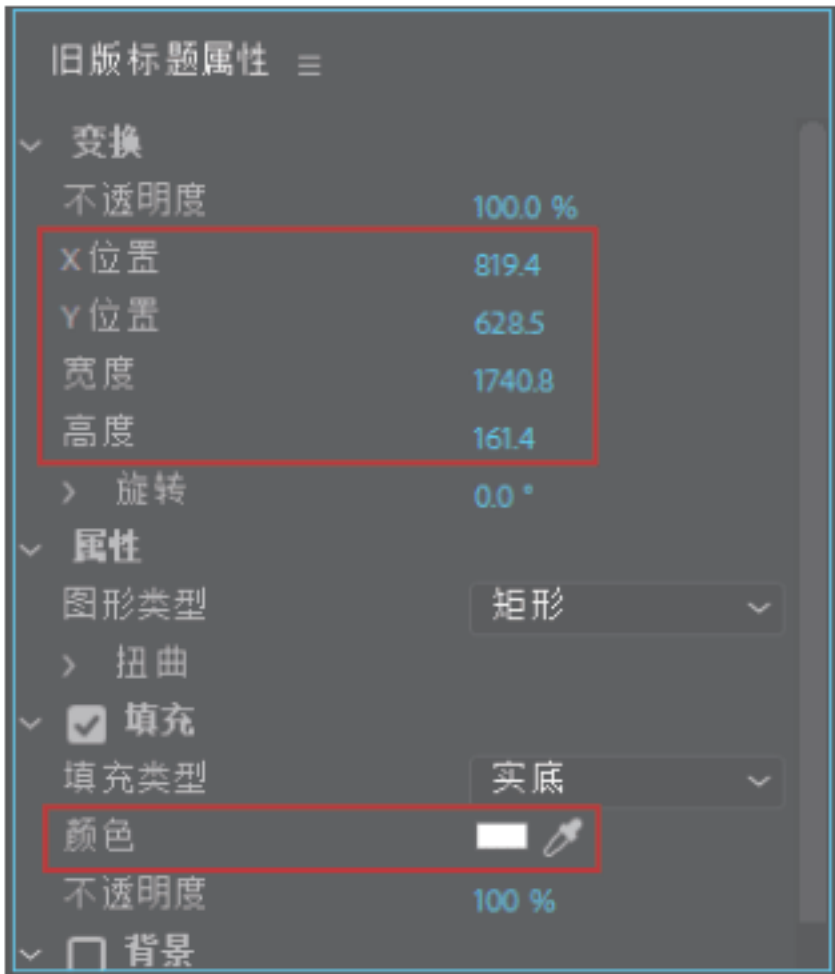 旧版标题属性
变换
不透明度 100.0 %
X位置 819.4
Y位置 628.5
宽度 1740.8
高度 161.4
旋转 0.0 °
属性
图形类型 矩形
扭曲
填充
填充类型 实底
颜色
不透明度 100 %
背景